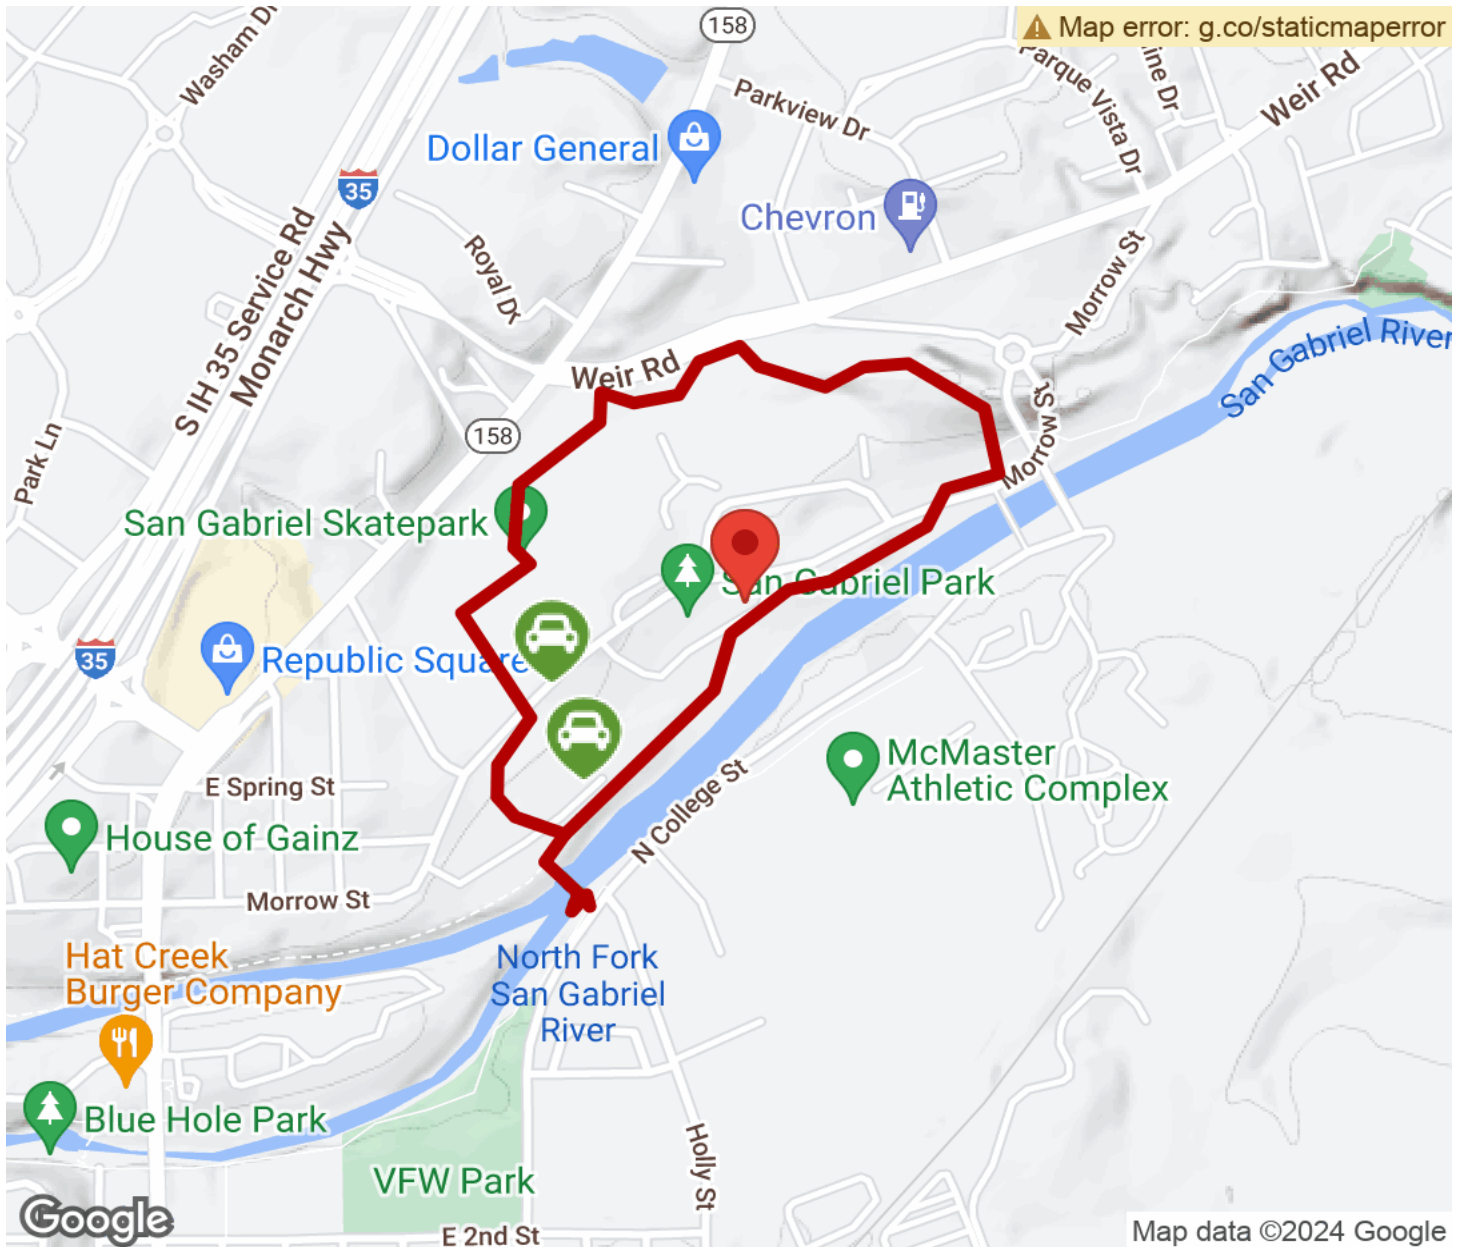 158
Map error: g.co/staticmaperror
Washam Dr
Parque Vista Dr
Weir Rd
Parkview Dr
Dollar General
35
Chevron
S IH 35 Service Rd
Monarch Hwy
Royal Dr
Morrow St
San Gabriel River
Weir Rd
158
Park Ln
Morrow St
San Gabriel Skatepark
San Gabriel Park
35
Republic Square
McMaster
Athletic Complex
E Spring St
N College St
House of Gainz
Morrow St
Hat Creek
Burger Company
North Fork
San Gabriel
River
Blue Hole Park
Holly St
VFW Park
Google
E 2nd St
Map data ©2024 Google